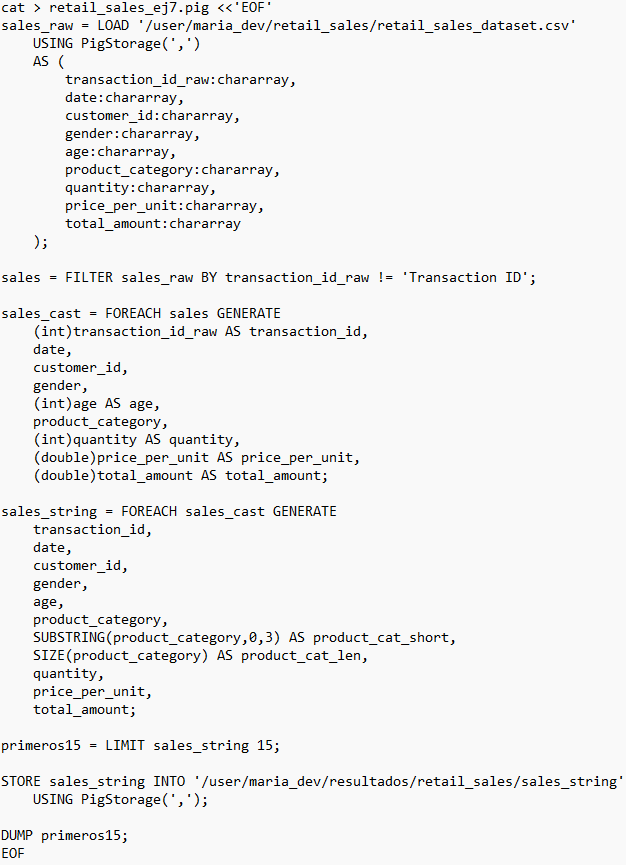 cat > retail_sales_ej7.pig <<'EOF'
sales_raw = LOAD '/user/maria_dev/retail_sales/retail_sales_dataset.csv'
    USING PigStorage(',')
    AS (
        transaction_id_raw:chararray,
        date:chararray,
        customer_id:chararray,
        gender:chararray,
        age:chararray,
        product_category:chararray,
        quantity:chararray,
        price_per_unit:chararray,
        total_amount:chararray
    );

sales = FILTER sales_raw BY transaction_id_raw != 'Transaction ID';

sales_cast = FOREACH sales GENERATE
    (int)transaction_id_raw AS transaction_id,
    date,
    customer_id,
    gender,
    (int)age AS age,
    product_category,
    (int)quantity AS quantity,
    (double)price_per_unit AS price_per_unit,
    (double)total_amount AS total_amount;

sales_string = FOREACH sales_cast GENERATE
    transaction_id,
    date,
    customer_id,
    gender,
    age,
    product_category,
    SUBSTRING(product_category,0,3) AS product_cat_short,
    SIZE(product_category) AS product_cat_len,
    quantity,
    price_per_unit,
    total_amount;

primeros15 = LIMIT sales_string 15;

STORE sales_string INTO '/user/maria_dev/resultados/retail_sales/sales_string'
    USING PigStorage(',');

DUMP primeros15;
EOF